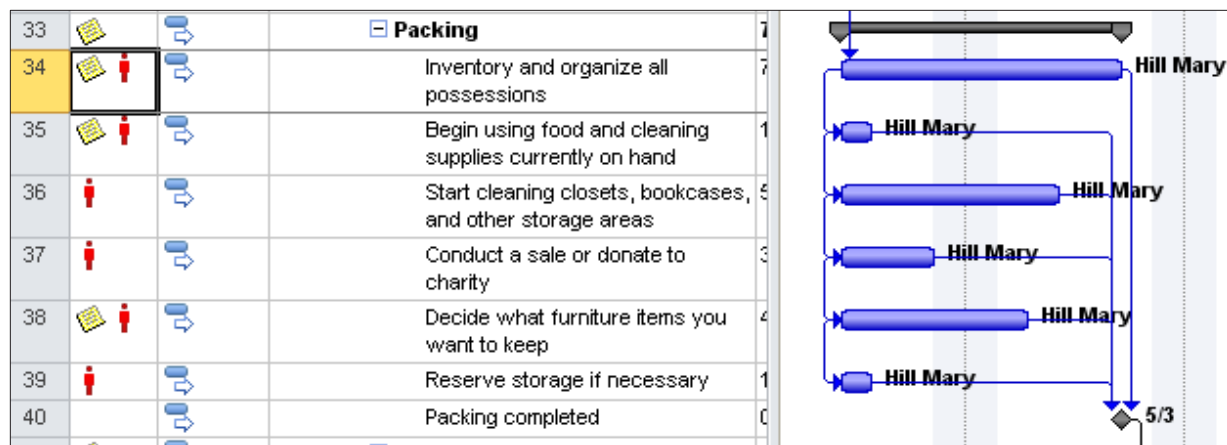 33 Packing
34 Inventory and organize all
possessions
Hill Mary
35 Begin using food and cleaning
supplies currently on hand
Hill Mary
36 Start cleaning closets, bookcases,
and other storage areas
Hill Mary
37 Conduct a sale or donate to
charity
Hill Mary
38 Decide what furniture items you
want to keep
Hill Mary
39 Reserve storage if necessary
Hill Mary
40 Packing completed
5/3